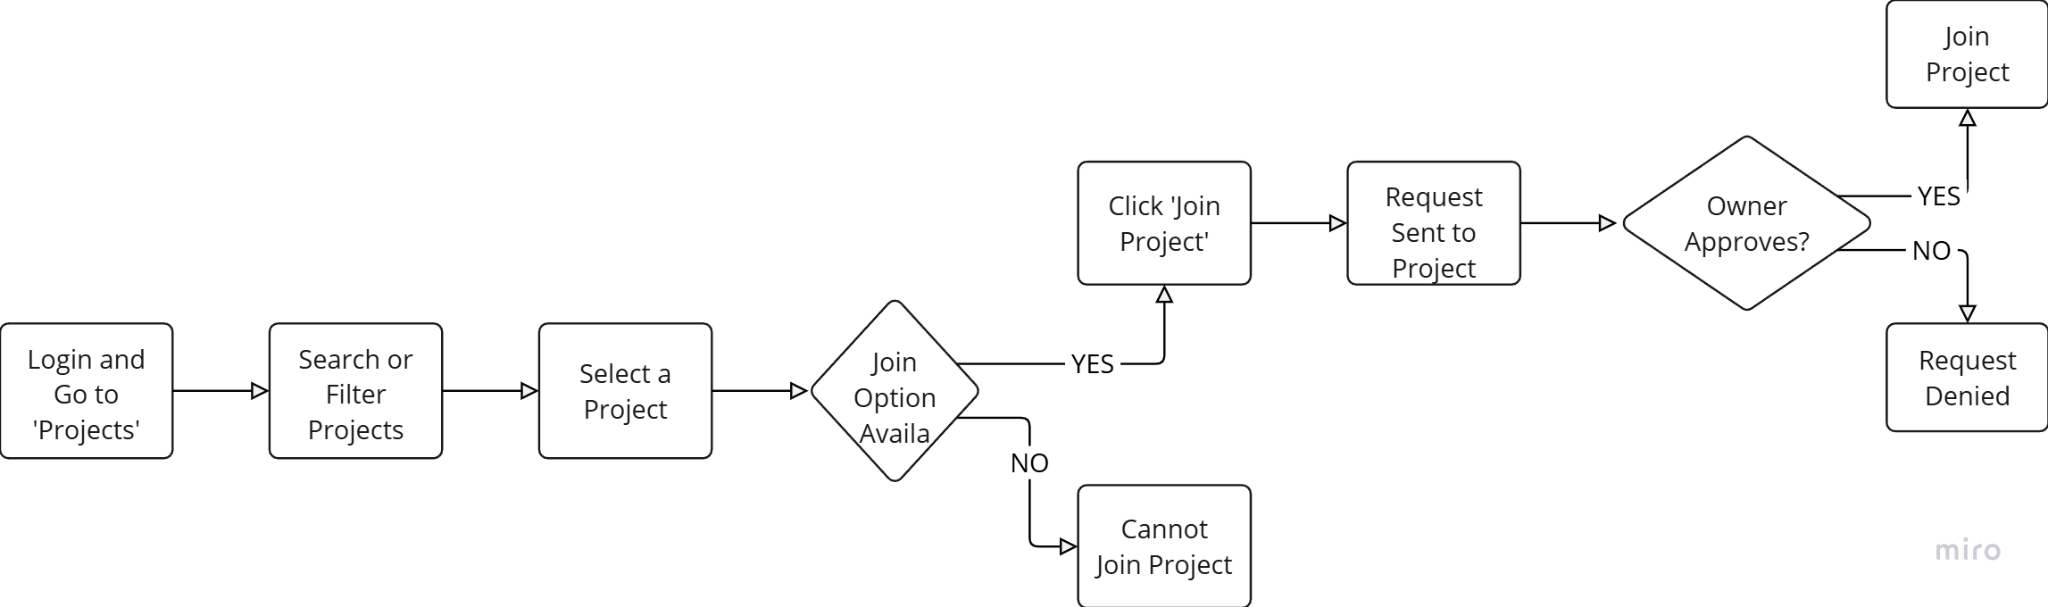 Login and
Go to
'Projects'
Search or
Filter
Projects
Select a
Project
Join
Option
Availa
YES
NO
Click 'Join
Project'
Cannot
Join Project
Request
Sent to
Project
Owner
Approves?
YES
NO
Join
Project
Request
Denied
miro